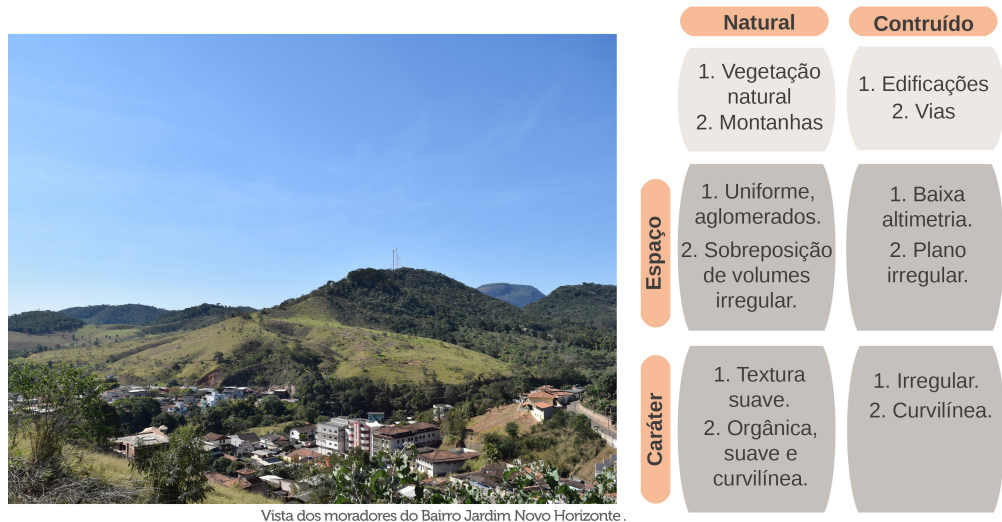 Natural
Contruído
1. Vegetação
natural
2. Montanhas
1. Edificações
2. Vias
Espaço
1. Uniforme,
aglomerados.
2. Sobreposição
de volumes
irregular.
1. Baixa
altimetria.
2. Plano
irregular.
Caráter
1. Textura
suave.
2. Orgânica,
suave e
curvilínea.
1. Irregular.
2. Curvilínea.
Vista dos moradores do Bairro Jardim Novo Horizonte .